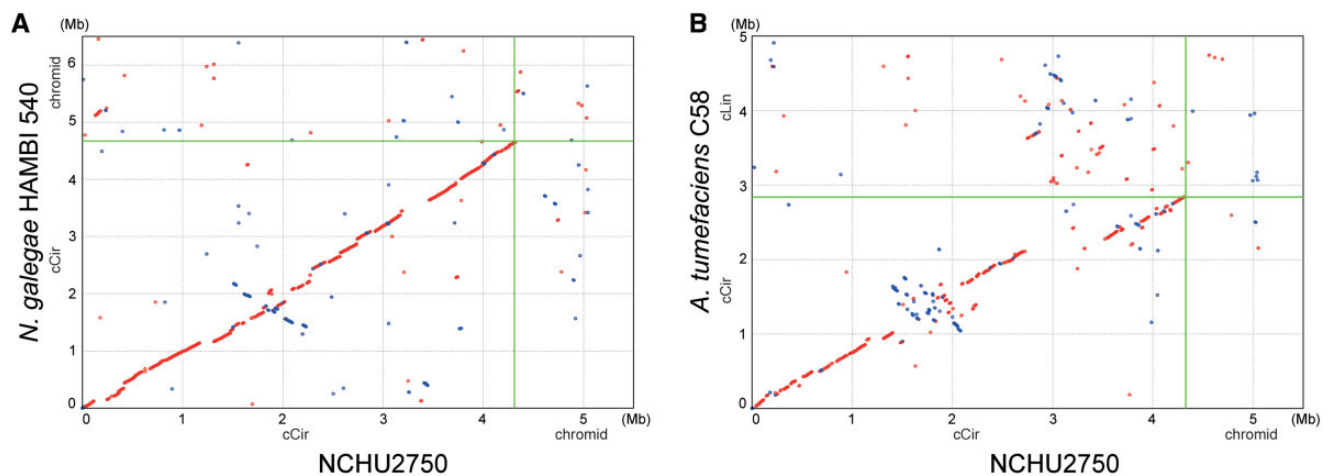 A
(Mb)
6
5
4
3
2
1
0
chromid
cCir
N. galegae HAMBI 540
0 1 2 3 4 5 (Mb)
cCir chromid
NCHU2750
B
(Mb)
5
4
3
2
1
0
cLin
cCir
A. tumefaciens C58
0 1 2 3 4 5 (Mb)
cCir chromid
NCHU2750